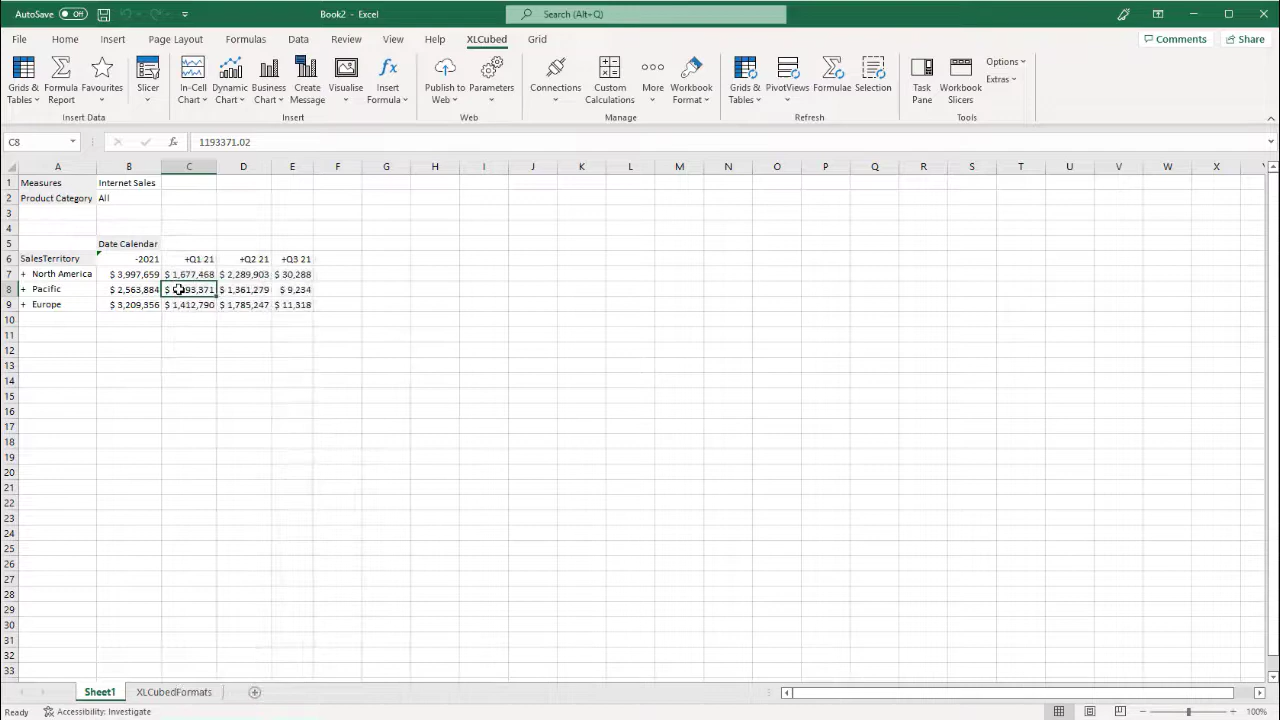 AutoSave Off Book2 - Excel Search (Alt+Q)
File Home Insert Page Layout Formulas Data Review View Help XLCubed Grid Comments Share
Grids & Tables Formula Report Favourites Slicer In-Cell Chart Dynamic Chart Business Chart Create Message Visualise Insert Formula Publish to Web Parameters Connect Custom Calculations More Workbook Format Grids & Tables PivotViews Formulae Selection Task Pane Workbook Slicers Options Extras
Insert Data Insert Web Manage Refresh Tools
C8 fx 1193371.02
A B C D E F G H I J K L M N O P Q R S T U V W X
1 Measures Internet Sales
2 Product Category All
3
4
5 Date Calendar
6 SalesTerritory -2021 +Q1 21 +Q2 21 +Q3 21
7 + North America $ 3,997,659 $ 1,677,468 $ 2,289,903 $ 30,288
8 + Pacific $ 2,563,884 $ 93,371 $ 1,361,279 $ 9,234
9 + Europe $ 3,209,356 $ 1,412,790 $ 1,785,247 $ 11,318
10
11
12
13
14
15
16
17
18
19
20
21
22
23
24
25
26
27
28
29
30
31
32
33
Sheet1 XLCubedFormats
Ready Accessibility: Investigate 100%